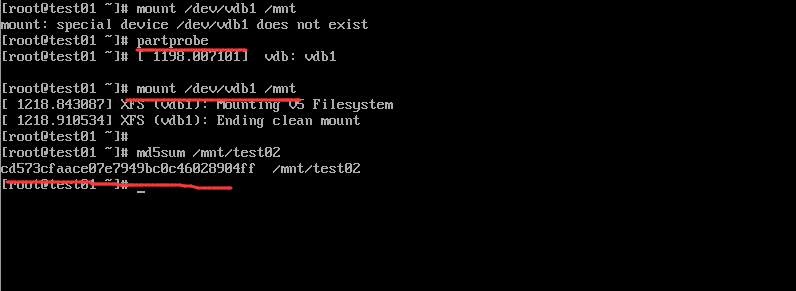 [root@test01 ~]# mount /dev/vdb1 /mnt
mount: special device /dev/vdb1 does not exist
[root@test01 ~]# partprobe
[root@test01 ~]# [ 1198.007101]  vdb: vdb1
[root@test01 ~]# mount /dev/vdb1 /mnt
[ 1218.843087] XFS (vdb1): Mounting V5 Filesystem
[ 1218.910534] XFS (vdb1): Ending clean mount
[root@test01 ~]#
[root@test01 ~]# md5sum /mnt/test02
cd573cfaace07e7949bc0c46028904ff  /mnt/test02
[root@test01 ~]# _